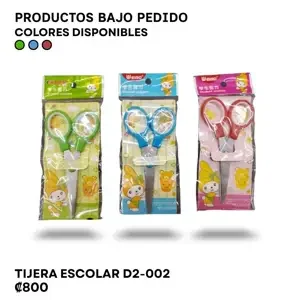 PRODUCTOS BAJO PEDIDO
COLORES DISPONIBLES
TIJERA ESCOLAR D2-002
₡800